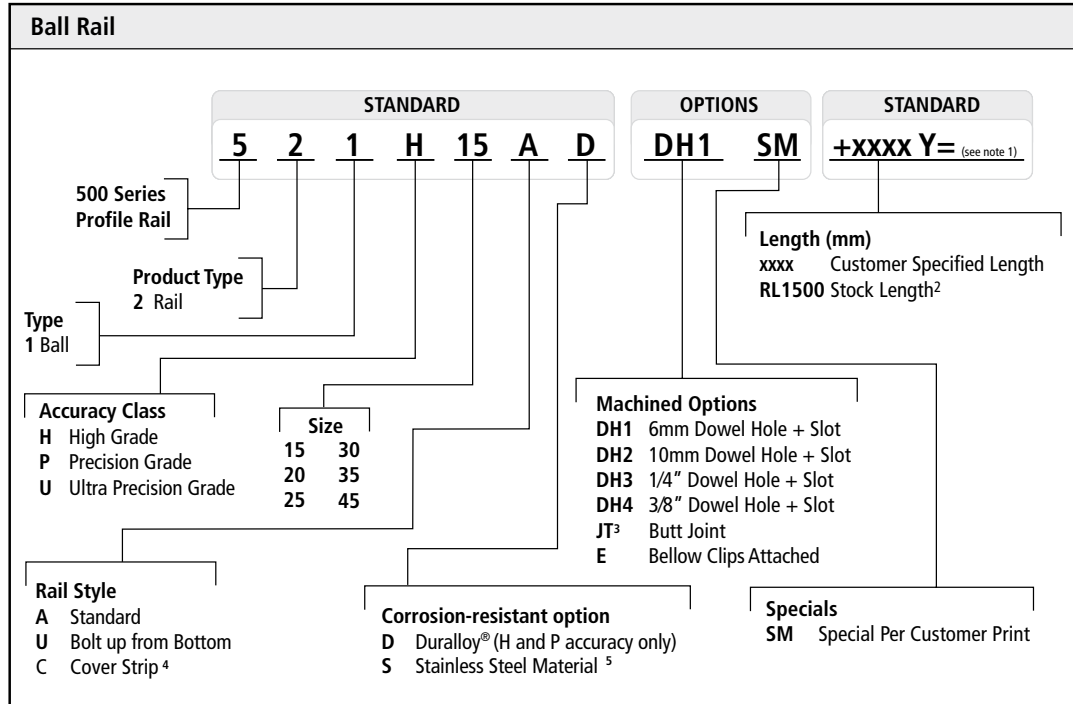 Ball Rail
STANDARD
OPTIONS
STANDARD
5 2 1 H 15 A D
DH1 SM
+xxxx Y= (see note 1)
500 Series
Profile Rail
Product Type
2 Rail
Type
1 Ball
Length (mm)
xxxx Customer Specified Length
RL1500 Stock Length²
Accuracy Class
H High Grade
P Precision Grade
U Ultra Precision Grade
Size
15 30
20 35
25 45
Machined Options
DH1 6mm Dowel Hole + Slot
DH2 10mm Dowel Hole + Slot
DH3 1/4" Dowel Hole + Slot
DH4 3/8" Dowel Hole + Slot
JT³ Butt Joint
E Bellow Clips Attached
Rail Style
A Standard
U Bolt up from Bottom
C Cover Strip ⁴
Corrosion-resistant option
D Duralloy® (H and P accuracy only)
S Stainless Steel Material ⁵
Specials
SM Special Per Customer Print